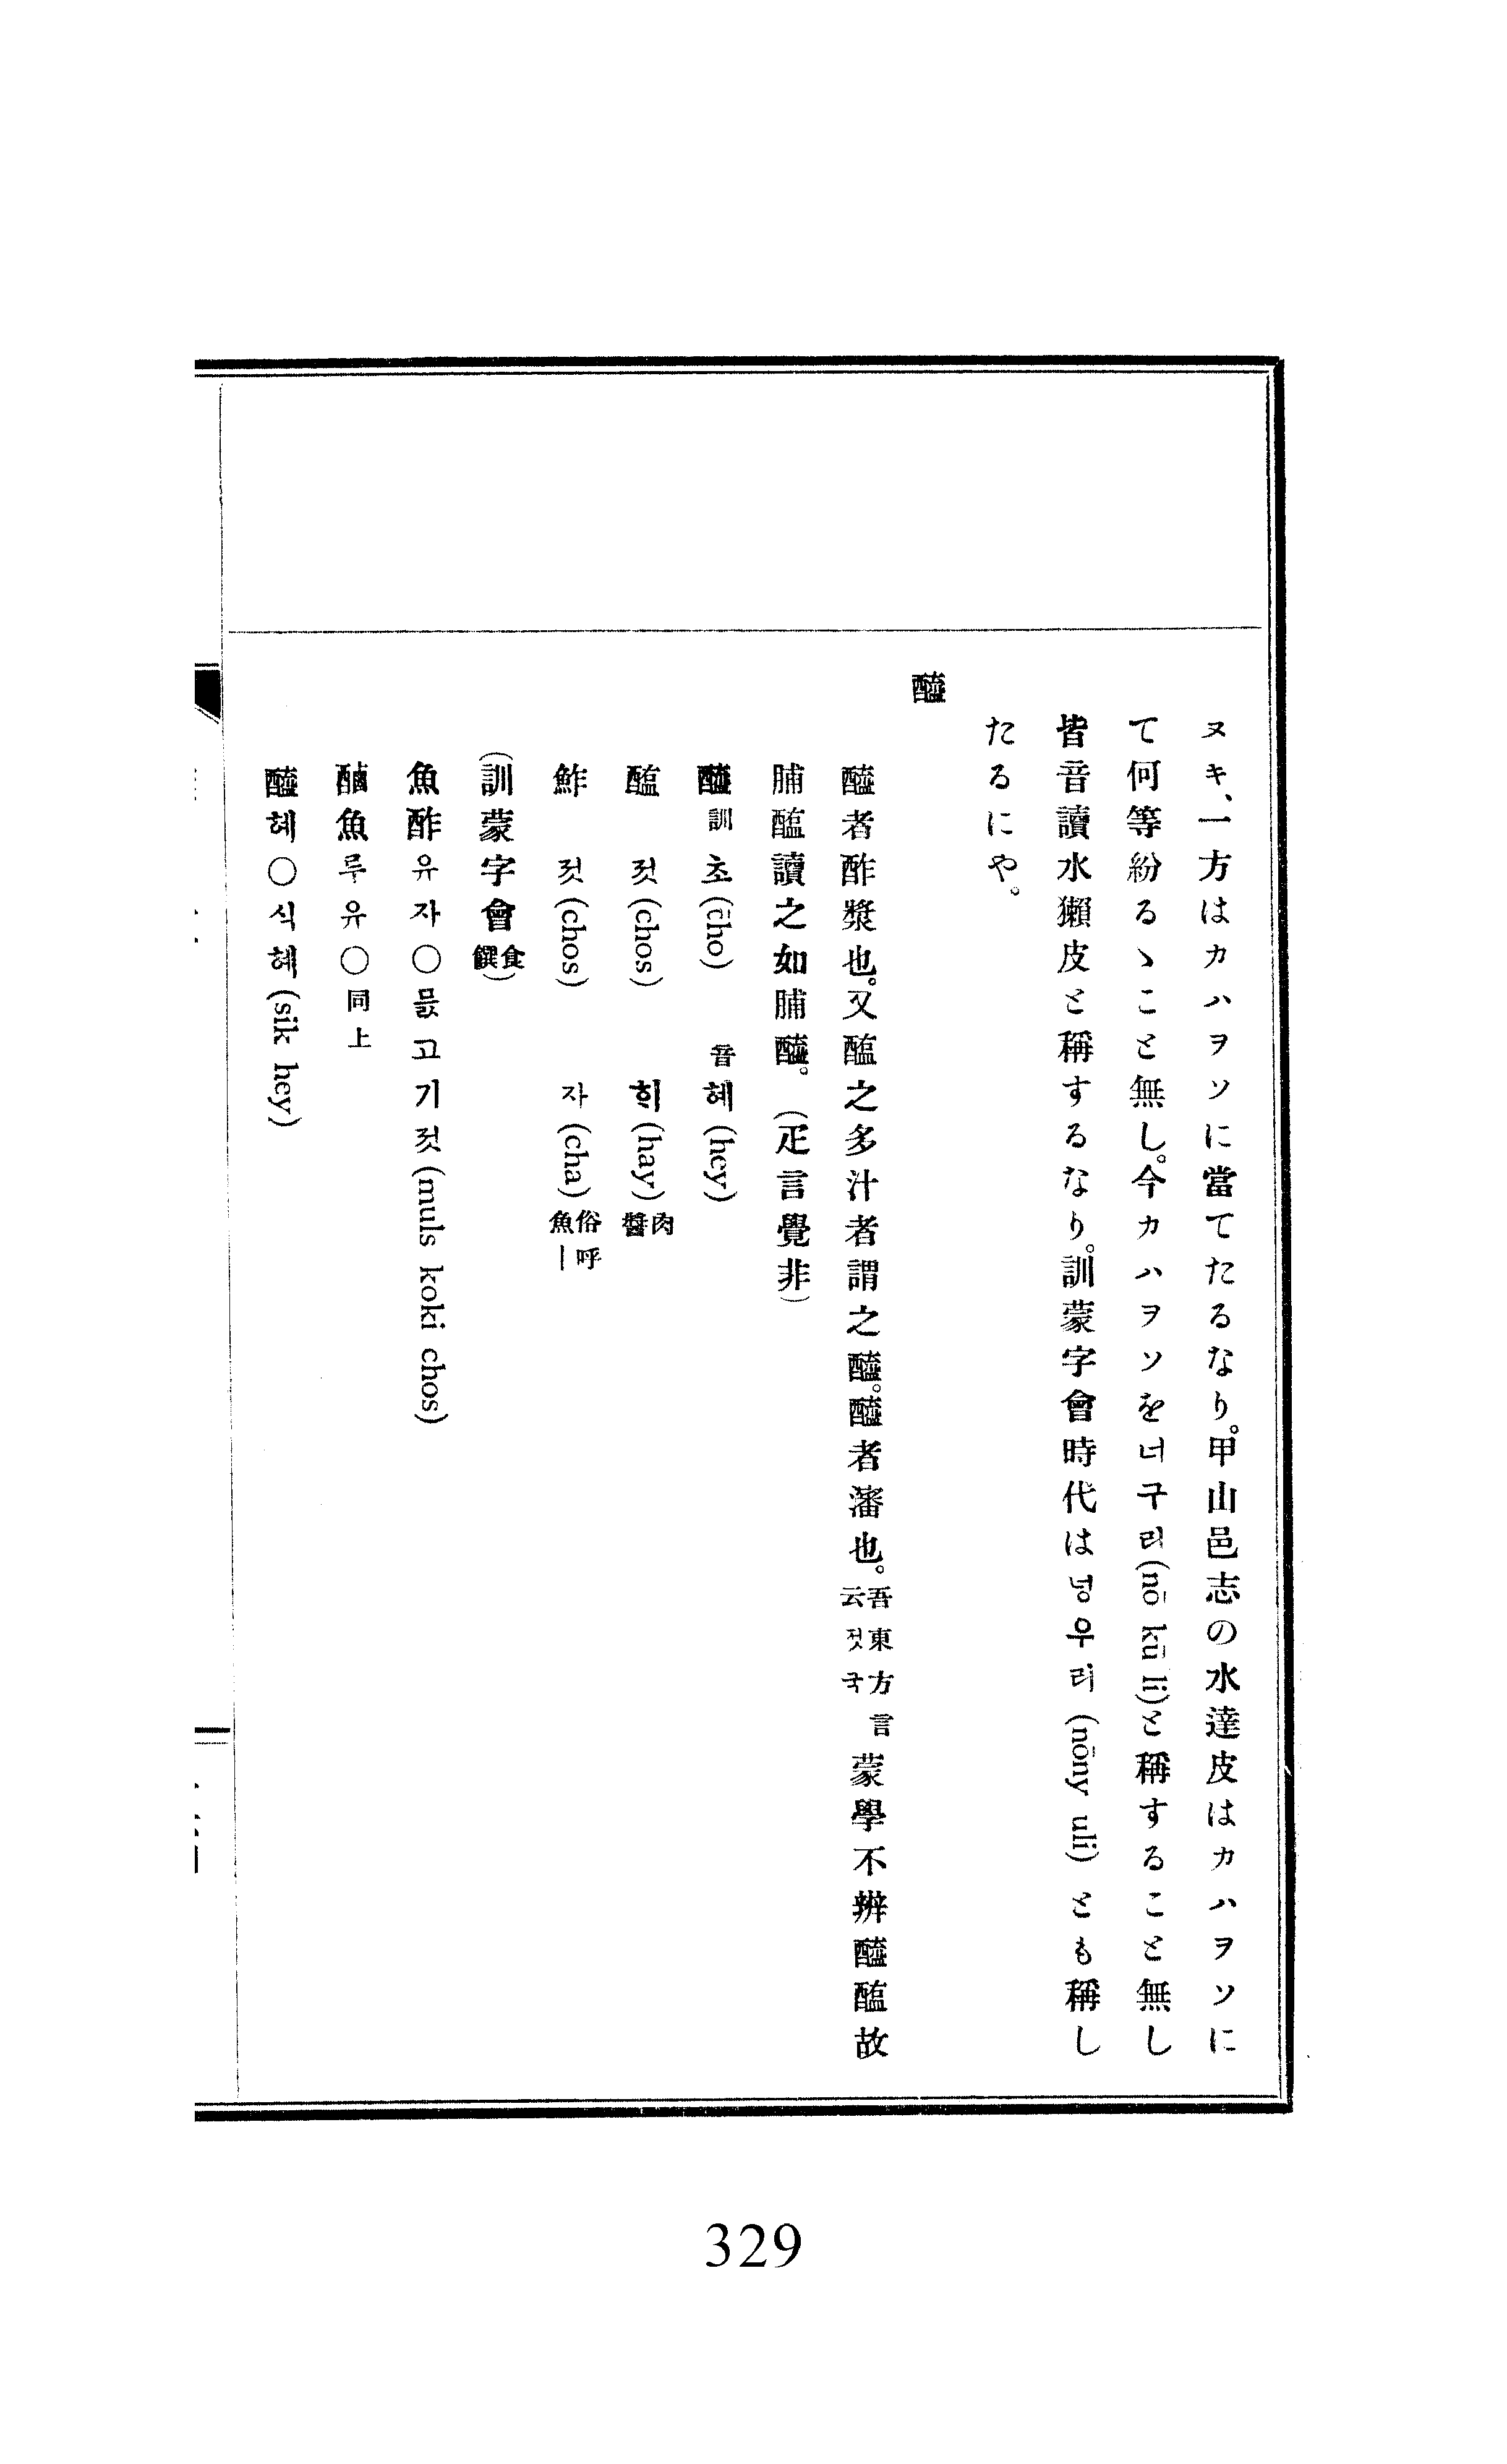 ヌキ、一方はカハヲソに當てたるなり。甲山邑志の水達皮はカハヲソに
て何等紛るゝこと無し。今カハヲソを너구리(nŏ kŭ li)と稱すること無し
皆音讀水獺皮と稱するなり。訓蒙字會時代は넝우리(nŏny uli)とも稱し
たるにや。
醯
醯者酢漿也。又醢之多汁者謂之醯。醯者瀋也。吾東方言云젓국蒙學不辨醯醢故
脯醢讀之如脯醯。(疋言覺非)
醯訓초(cho) 音혜(hey)
醢 젓(chos) 히(hay)肉醬
鮓 젓(chos) 자(cha)俗呼魚｜
(訓蒙字會食饌)
魚酢유자○믌고기젓(muls koki chos)
䤘魚루유○同上
醯혜○식혜(sik hey)
329